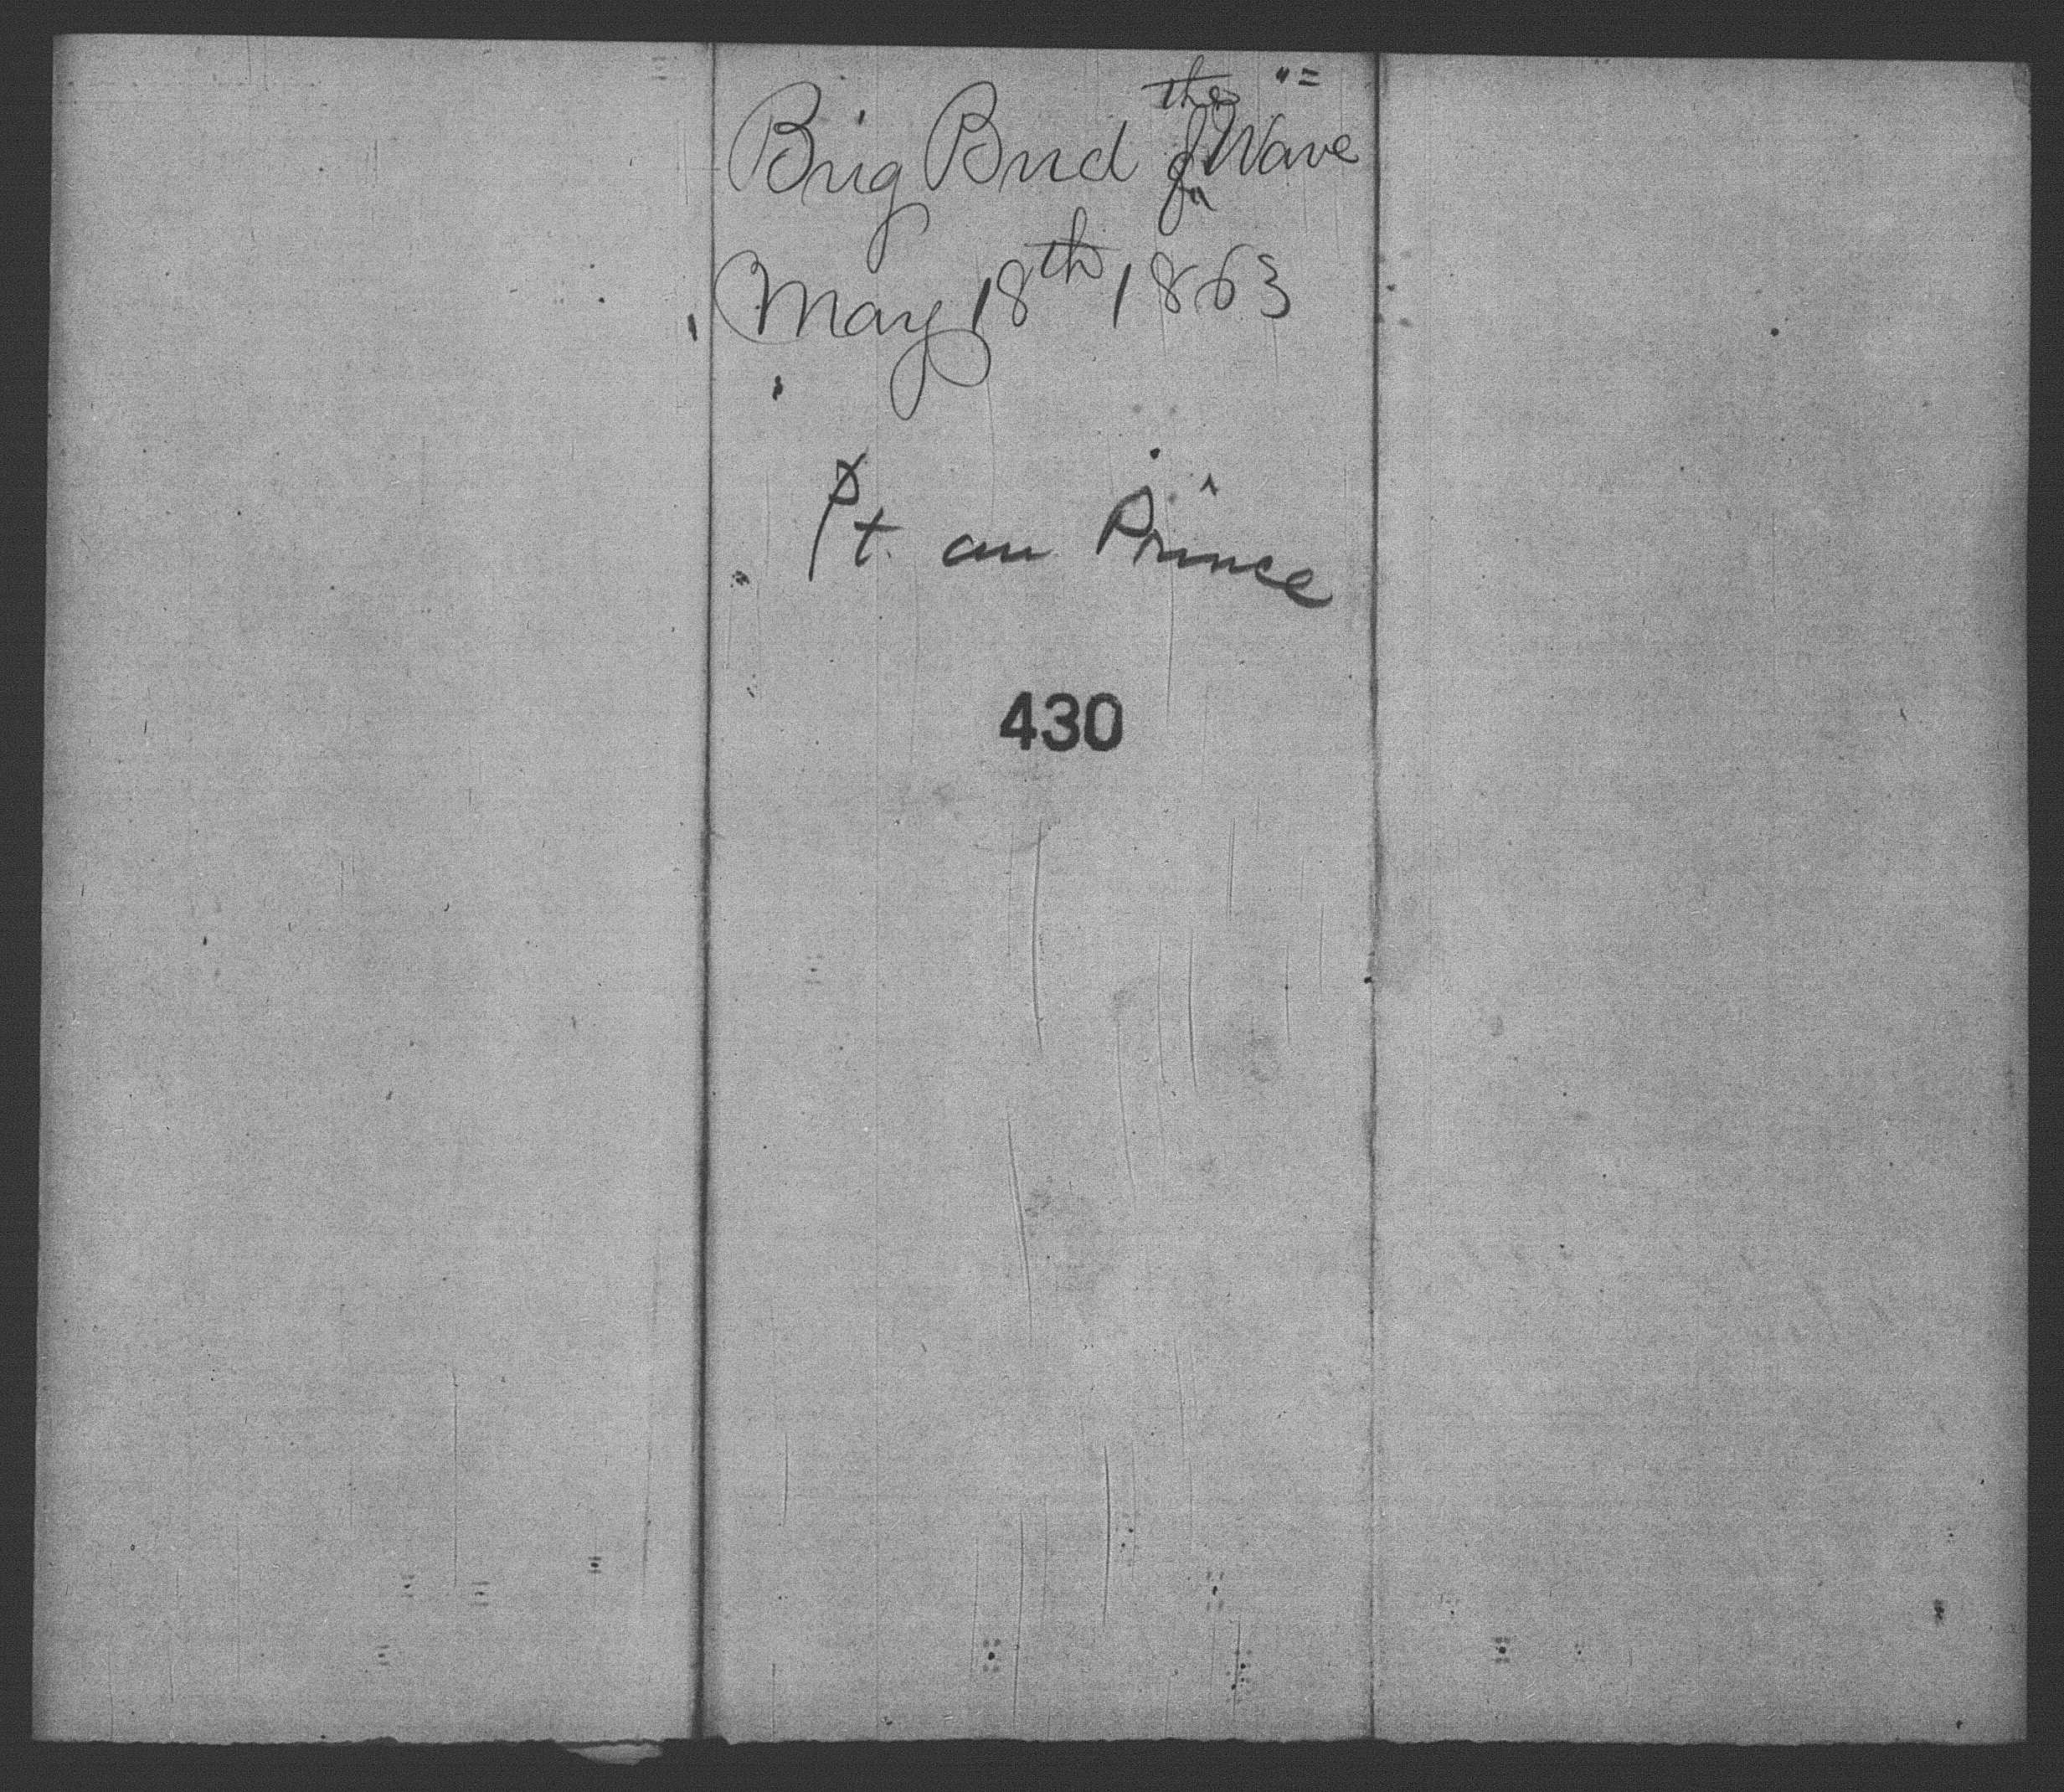 Brig Bird of the Wave
May 18th 1863
Pt. au Prince
430